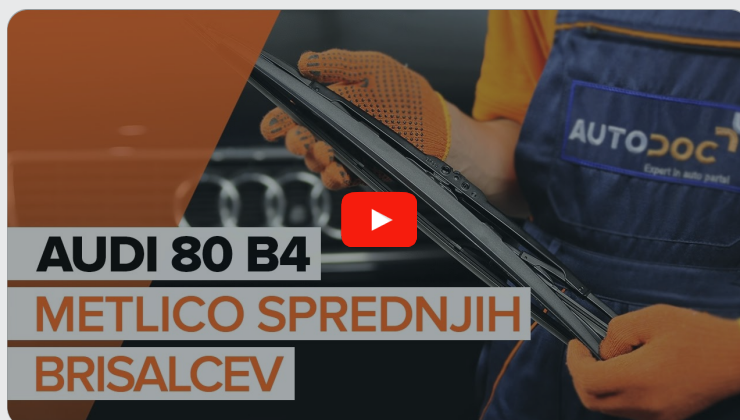 AUTODOC
Expert in auto parts!
AUDI 80 B4
METLICO SPREDNJIH
BRISALCEV